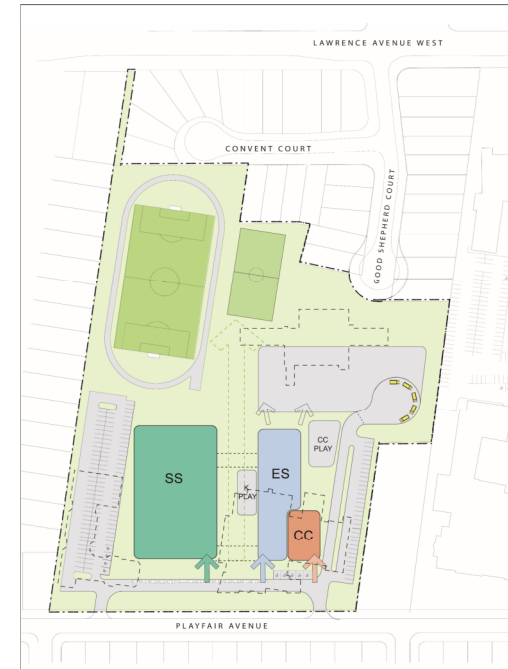 LAWRENCE AVENUE WEST
CONVENT COURT
GOOD SHEPHERD COURT
CC
PLAY
SS
ES
K
PLAY
CC
PLAYFAIR AVENUE